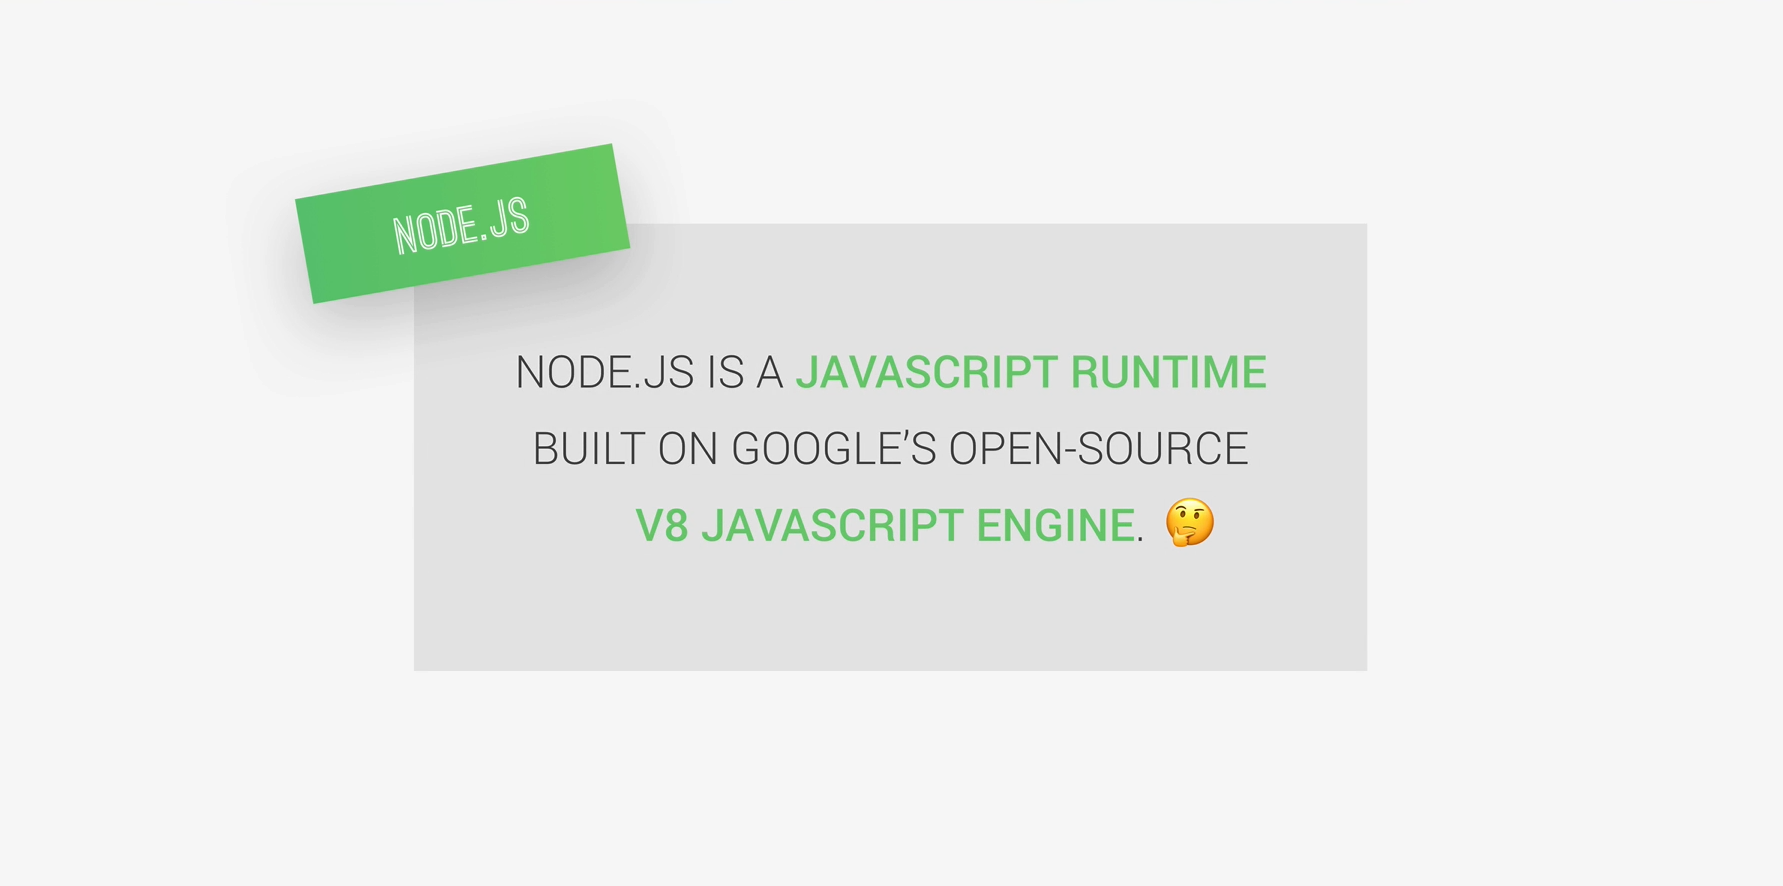 NODE.JS
NODE.JS IS A JAVASCRIPT RUNTIME
BUILT ON GOOGLE’S OPEN-SOURCE
V8 JAVASCRIPT ENGINE. 🤔